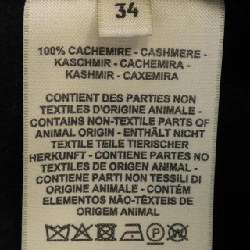 34
100% CACHEMIRE - CASHMERE -
KASCHMIR - CACHEMIRA -
KASHMIR - CAXEMIRA
CONTIENT DES PARTIES NON
TEXTILES D'ORIGINE ANIMALE -
CONTAINS NON-TEXTILE PARTS OF
ANIMAL ORIGIN - ENTHÄLT NICHT
TEXTILE TEILE TIERISCHER
HERKUNFT - CONTIENE PARTES NO
TEXTILES DE ORIGEN ANIMAL -
CONTIENE PARTI NON TESSILI DI
ORIGINE ANIMALE - CONTÉM
ELEMENTOS NÃO-TÊXTEIS DE
ORIGEM ANIMAL